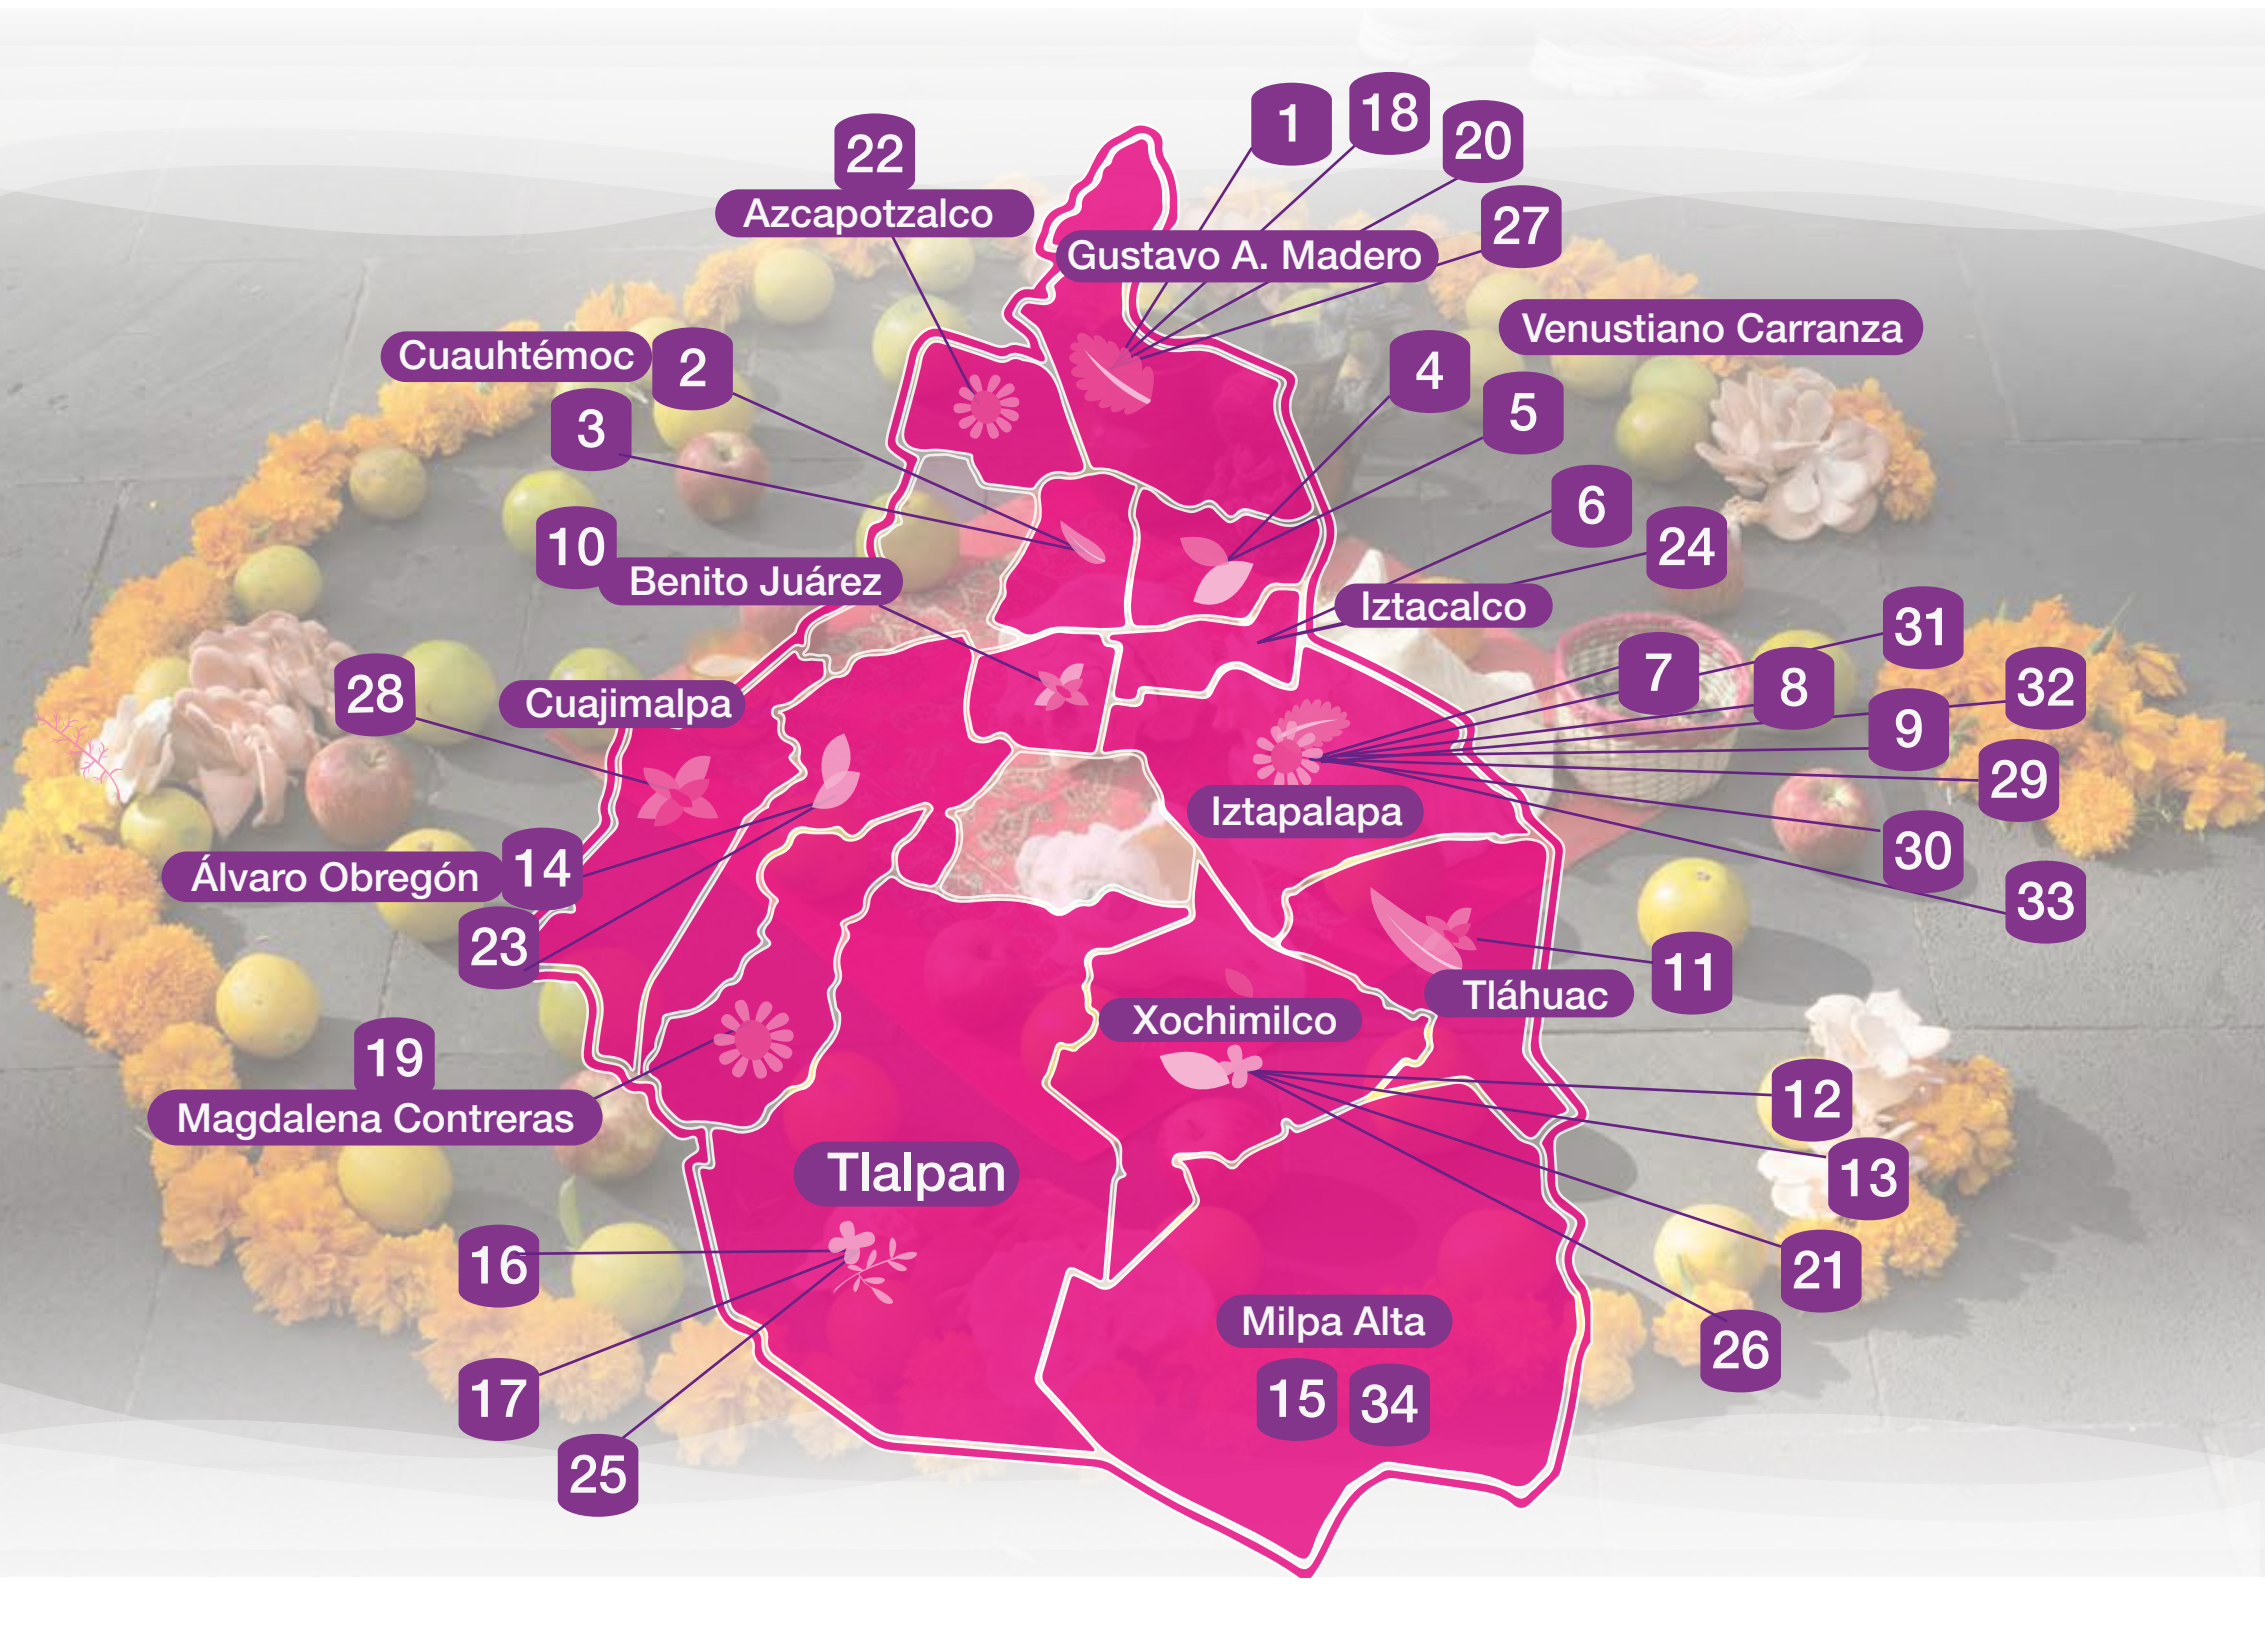 1
18
20
22
Azcapotzalco
27
Gustavo A. Madero
Venustiano Carranza
Cuauhtémoc
2
4
3
5
6
10
24
Benito Juárez
Iztacalco
31
7
8
32
28
Cuajimalpa
9
29
Iztapalapa
30
Álvaro Obregón
14
33
23
11
Tláhuac
Xochimilco
19
12
Magdalena Contreras
13
Tlalpan
16
21
Milpa Alta
26
17
15
34
25